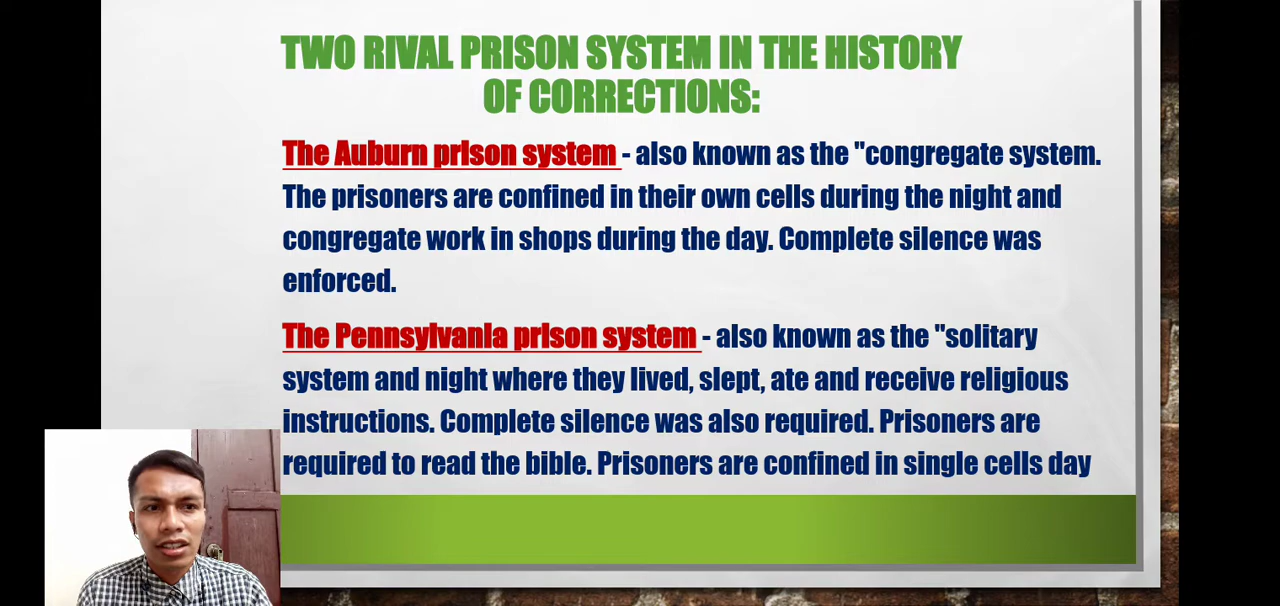 TWO RIVAL PRISON SYSTEM IN THE HISTORY
OF CORRECTIONS:
The Auburn prison system - also known as the "congregate system.
The prisoners are confined in their own cells during the night and
congregate work in shops during the day. Complete silence was
enforced.
The Pennsylvania prison system - also known as the "solitary
system and night where they lived, slept, ate and receive religious
instructions. Complete silence was also required. Prisoners are
required to read the bible. Prisoners are confined in single cells day